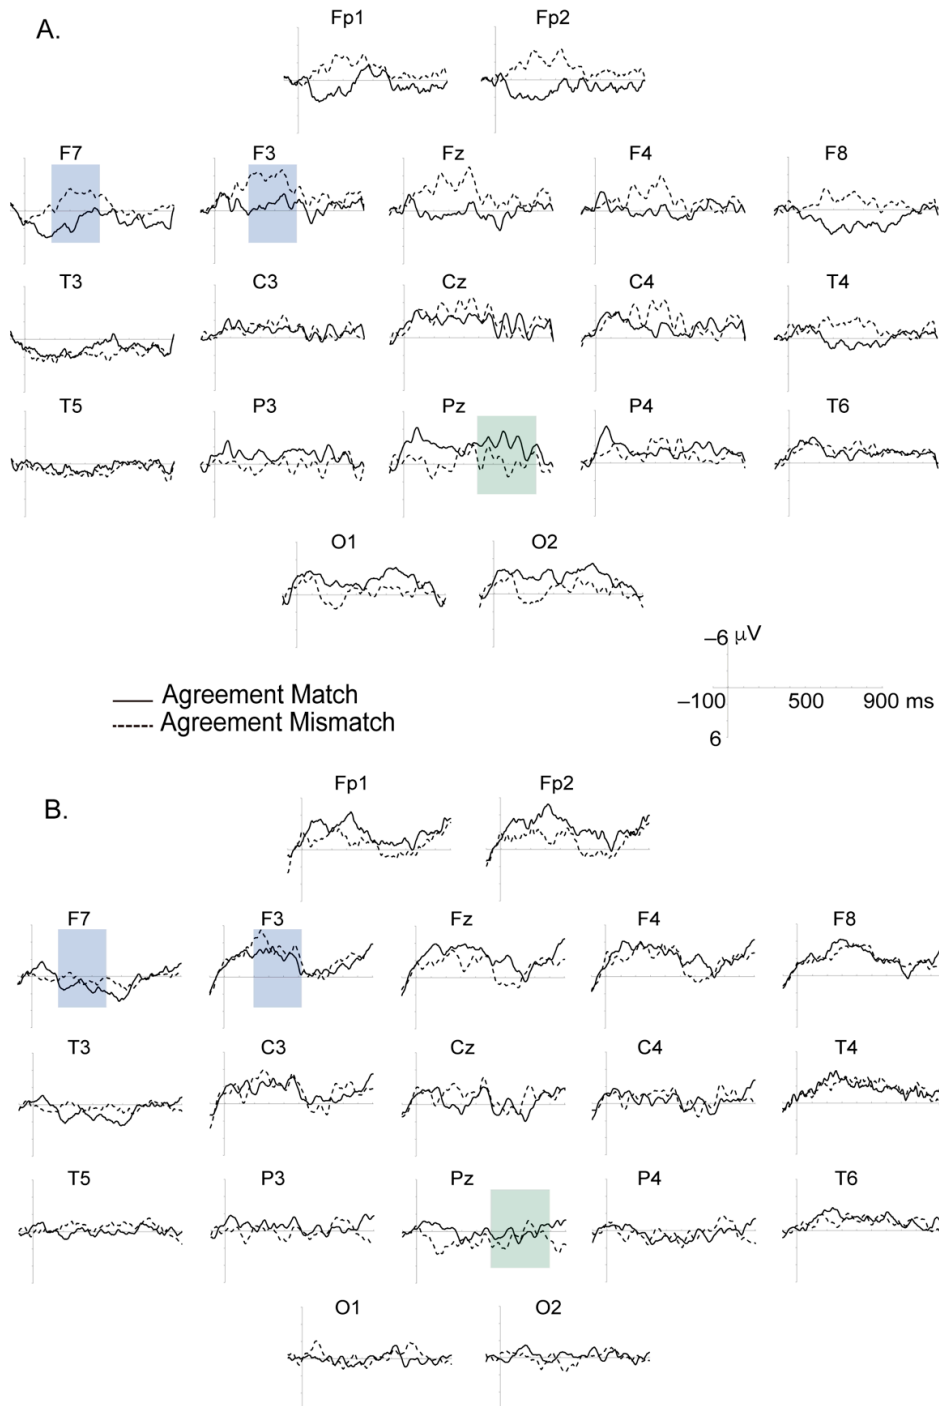 A.
Fp1 Fp2
F7 F3 Fz F4 F8
T3 C3 Cz C4 T4
T5 P3 Pz P4 T6
O1 O2
–6 μV
–100 500 900 ms
6
Agreement Match
Agreement Mismatch
B.
Fp1 Fp2
F7 F3 Fz F4 F8
T3 C3 Cz C4 T4
T5 P3 Pz P4 T6
O1 O2